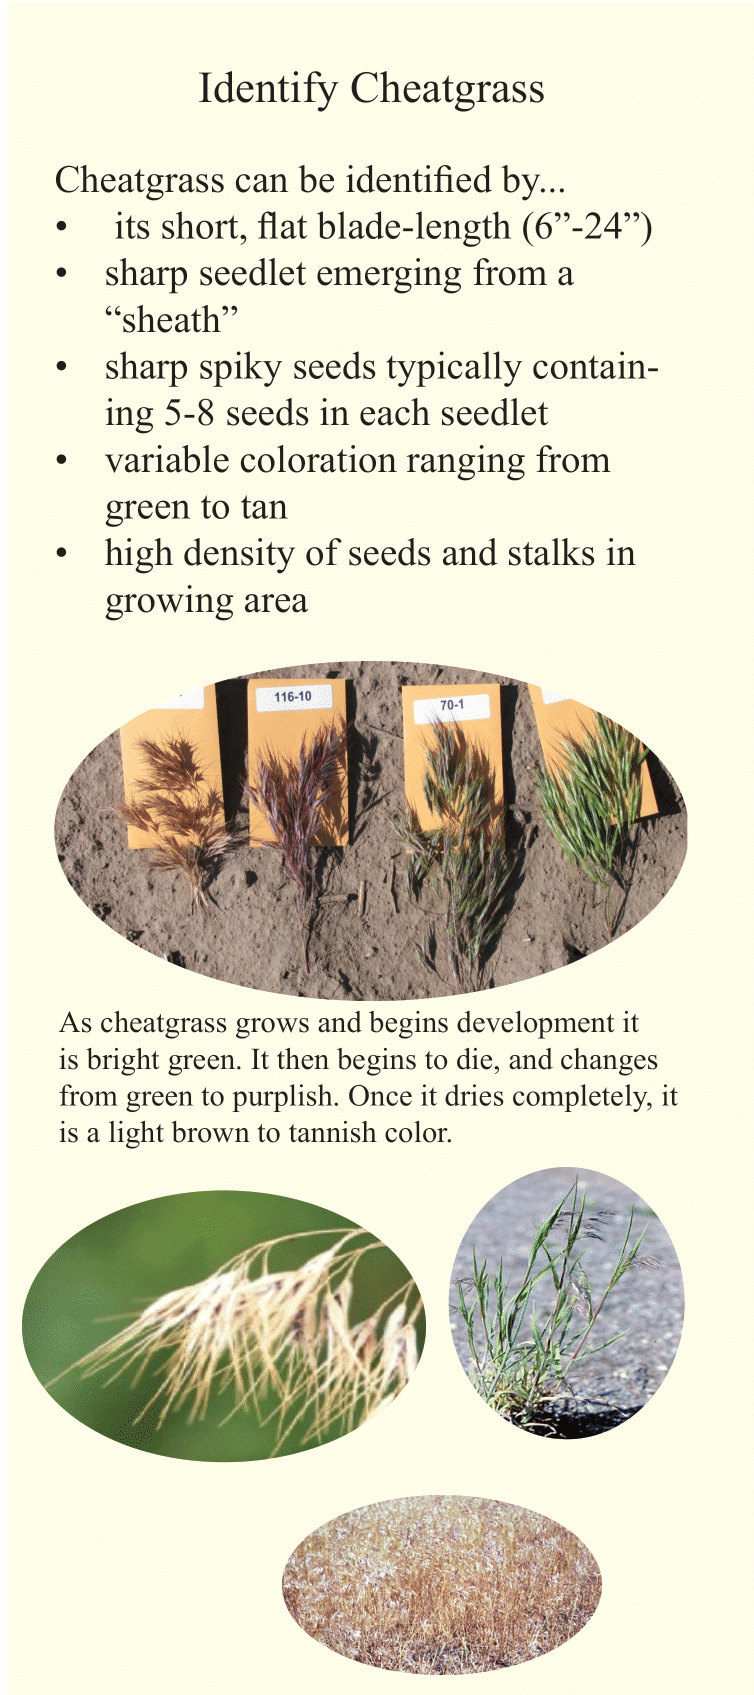 Identify Cheatgrass
Cheatgrass can be identified by...
• its short, flat blade-length (6”-24”)
• sharp seedlet emerging from a
“sheath”
• sharp spiky seeds typically contain-
ing 5-8 seeds in each seedlet
• variable coloration ranging from
green to tan
• high density of seeds and stalks in
growing area
116-10
70-1
As cheatgrass grows and begins development it
is bright green. It then begins to die, and changes
from green to purplish. Once it dries completely, it
is a light brown to tannish color.